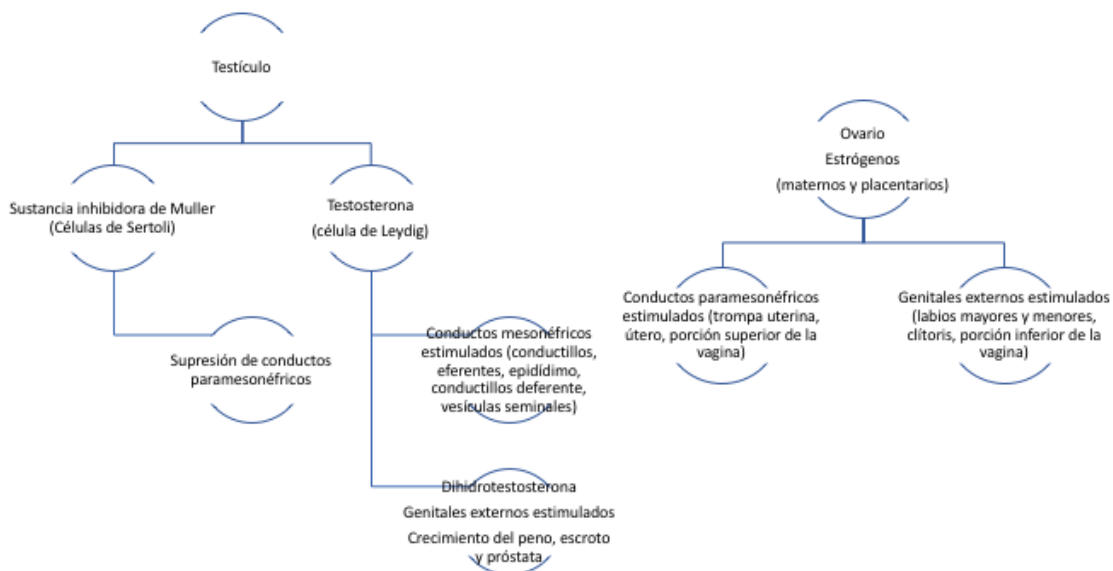 Testículo
Sustancia inhibidora de Muller
(Células de Sertoli)
Testosterona
(célula de Leydig)
Supresión de conductos
paramesonéfricos
Conductos mesonéfricos
estimulados (conductillos,
eferentes, epidídimo,
conductillos deferente,
vesículas seminales)
Dihidrotestosterona
Genitales externos estimulados
Crecimiento del peno, escroto
y próstata
Ovario
Estrógenos
(maternos y placentarios)
Conductos paramesonéfricos
estimulados (trompa uterina,
útero, porción superior de la
vagina)
Genitales externos estimulados
(labios mayores y menores,
clítoris, porción inferior de la
vagina)